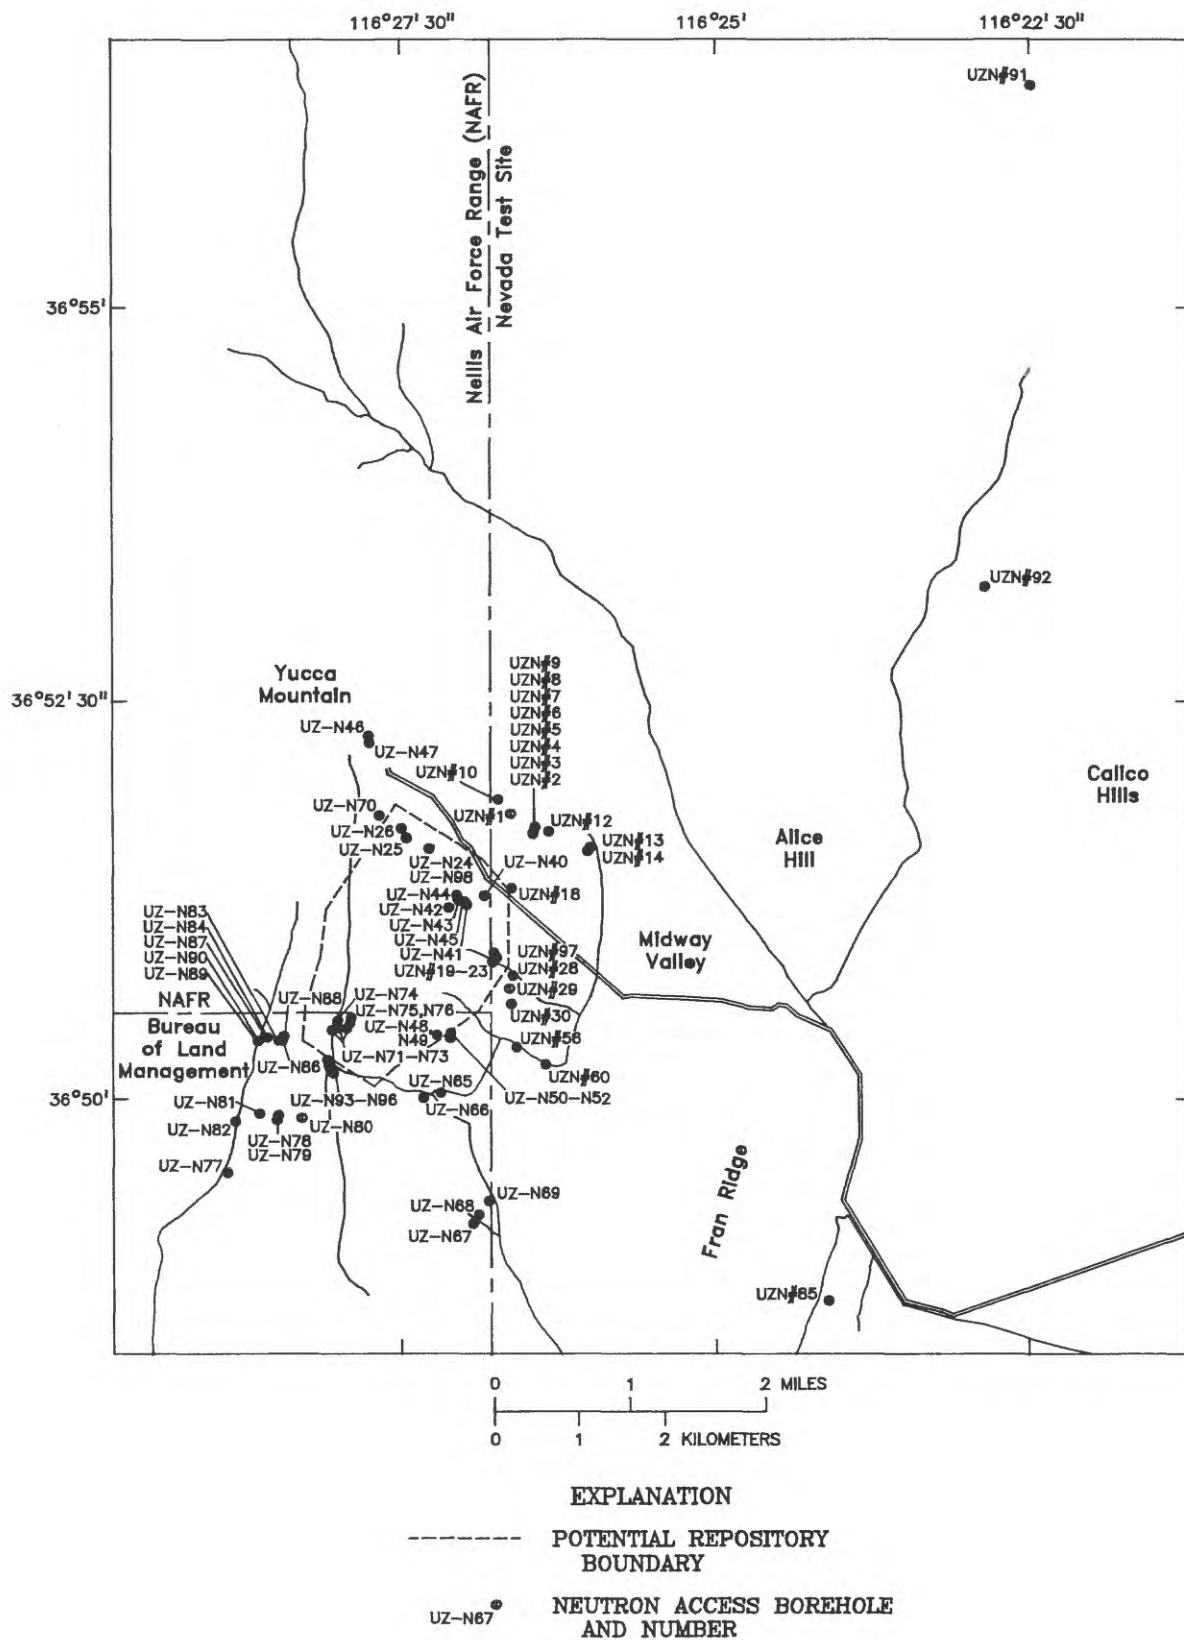 116°27' 30"
116°25'
116°22' 30"
UZN#91
Nellis Air Force Range (NAFR)
Nevada Test Site
36°55'
UZN#92
Yucca
Mountain
36°52' 30"
UZN#9
UZN#8
UZN#7
UZN#6
UZN#5
UZN#4
UZN#3
UZN#2
UZ-N46
UZ-N47
UZN#10
UZN#1
UZN#12
UZN#13
UZN#14
UZ-N70
UZ-N26
UZ-N25
UZ-N24
UZ-N98
UZ-N40
UZN#18
UZ-N44
UZ-N42
UZ-N43
UZ-N45
UZ-N41
UZN#19-23
UZN#97
UZN#28
UZN#29
UZN#30
UZN#56
UZN#60
Calico
Hills
Alice
Hill
Midway
Valley
UZ-N83
UZ-N84
UZ-N87
UZ-N90
UZ-N89
NAFR
Bureau
of Land
Management
UZ-N88
UZ-N74
UZ-N75,N76
UZ-N48
N49
UZ-N86
UZ-N71-N73
UZ-N65
UZ-N66
UZ-N50-N52
36°50'
UZ-N81
UZ-N82
UZ-N93-N96
UZ-N78
UZ-N80
UZ-N79
UZ-N77
UZ-N69
UZ-N68
UZ-N67
Fran Ridge
UZN#85
0 1 2 MILES
0 1 2 KILOMETERS
EXPLANATION
POTENTIAL REPOSITORY
BOUNDARY
UZ-N67
NEUTRON ACCESS BOREHOLE
AND NUMBER